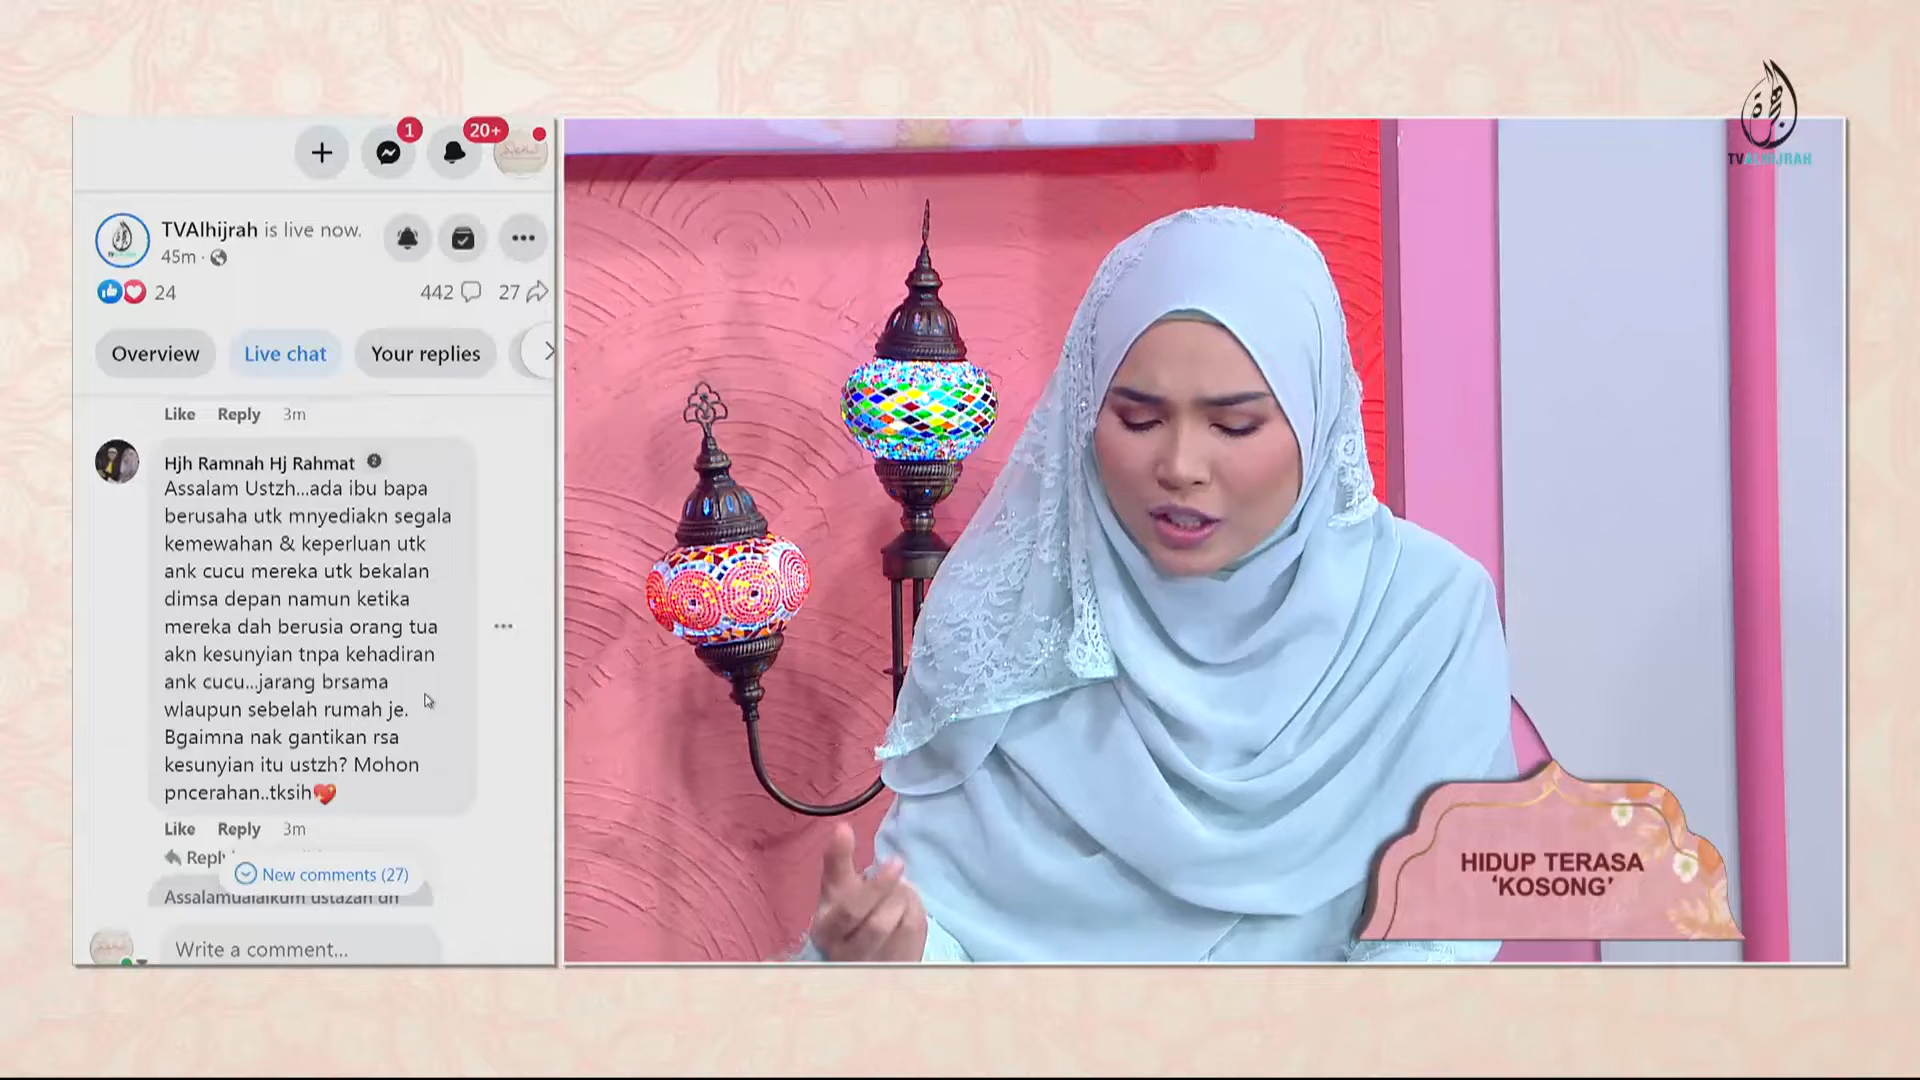 1
20+
TVAlhijrah is live now.
45m
24
442
27
Overview
Live chat
Your replies
Like Reply 3m
Hjh Ramnah Hj Rahmat
Assalam Ustzh...ada ibu bapa
berusaha utk mnyediakn segala
kemewahan & keperluan utk
ank cucu mereka utk bekalan
dimsa depan namun ketika
mereka dah berusia orang tua
akn kesunyian tnpa kehadiran
ank cucu...jarang brsama
wlaupun sebelah rumah je.
Bgaimna nak gantikan rsa
kesunyian itu ustzh? Mohon
pncerahan..tksih💖
Like Reply 3m
New comments (27)
Assalamualaikum ustazah dn
Write a comment...
TVALHIJRAH
HIDUP TERASA
‘KOSONG’